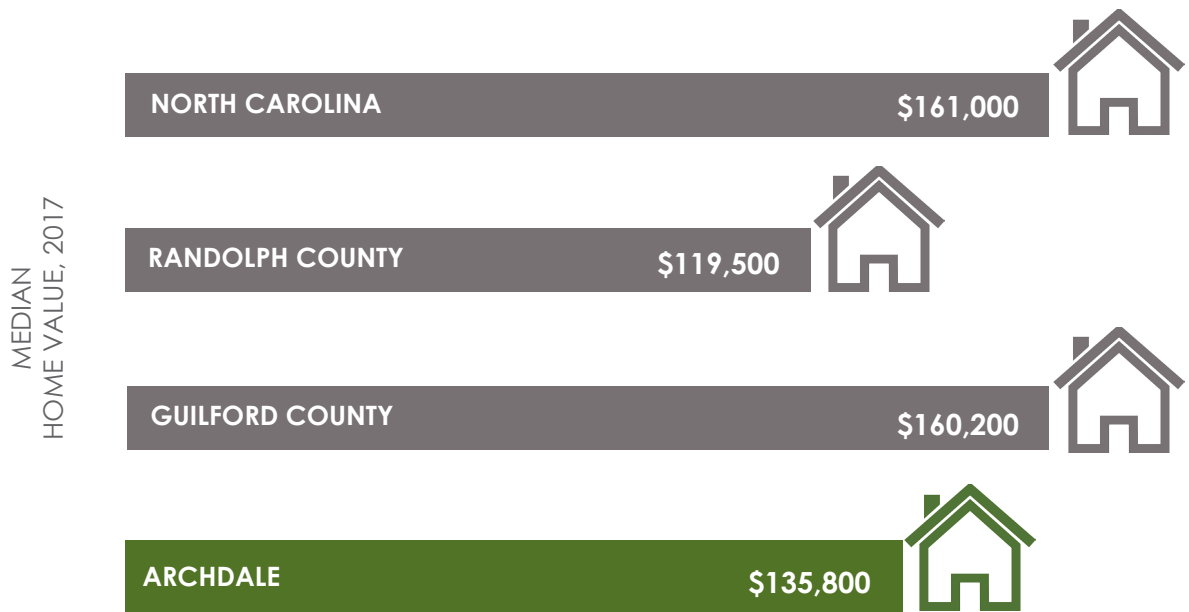 MEDIAN
HOME VALUE, 2017
NORTH CAROLINA $161,000
RANDOLPH COUNTY $119,500
GUILFORD COUNTY $160,200
ARCHDALE $135,800